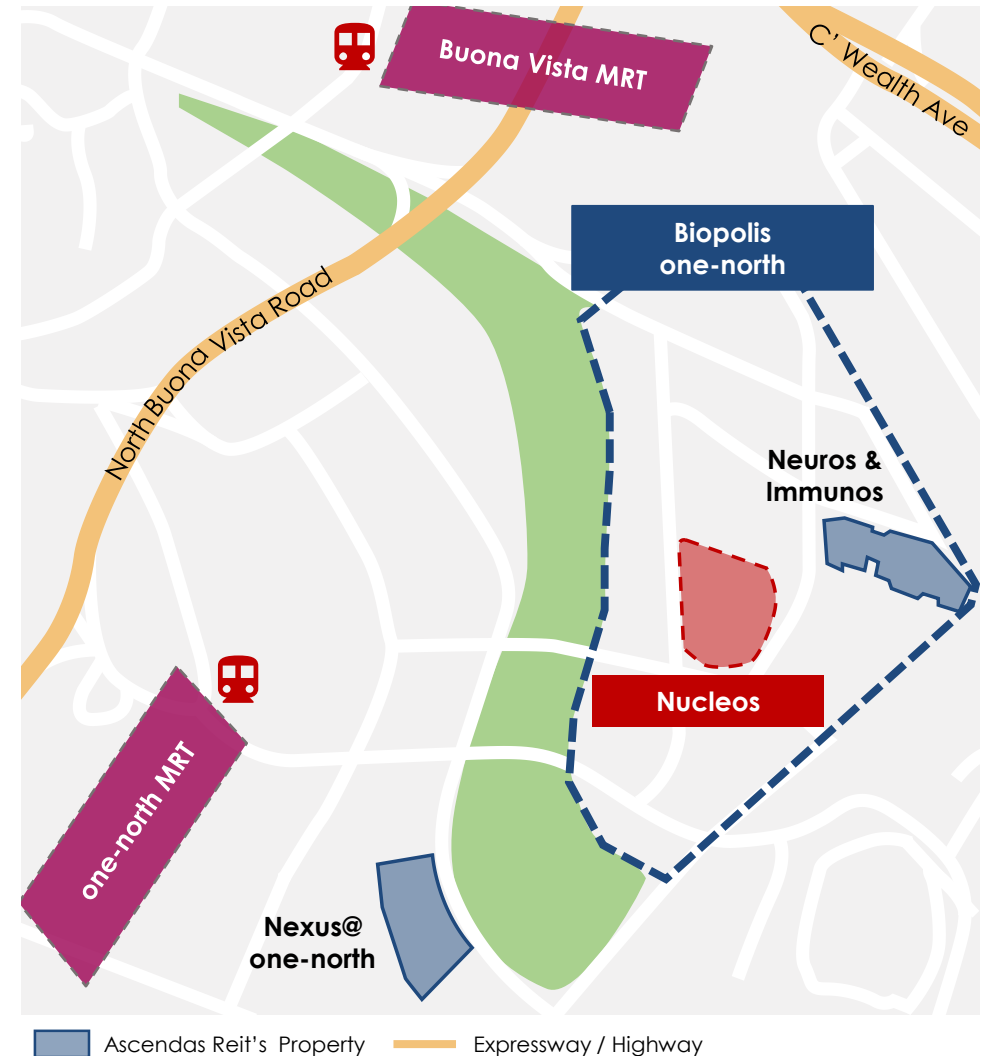 Buona Vista MRT
C' Wealth Ave
Biopolis
one-north
North Buona Vista Road
Neuros &
Immunos
Nucleos
one-north MRT
Nexus@
one-north
Ascendas Reit's Property
Expressway / Highway